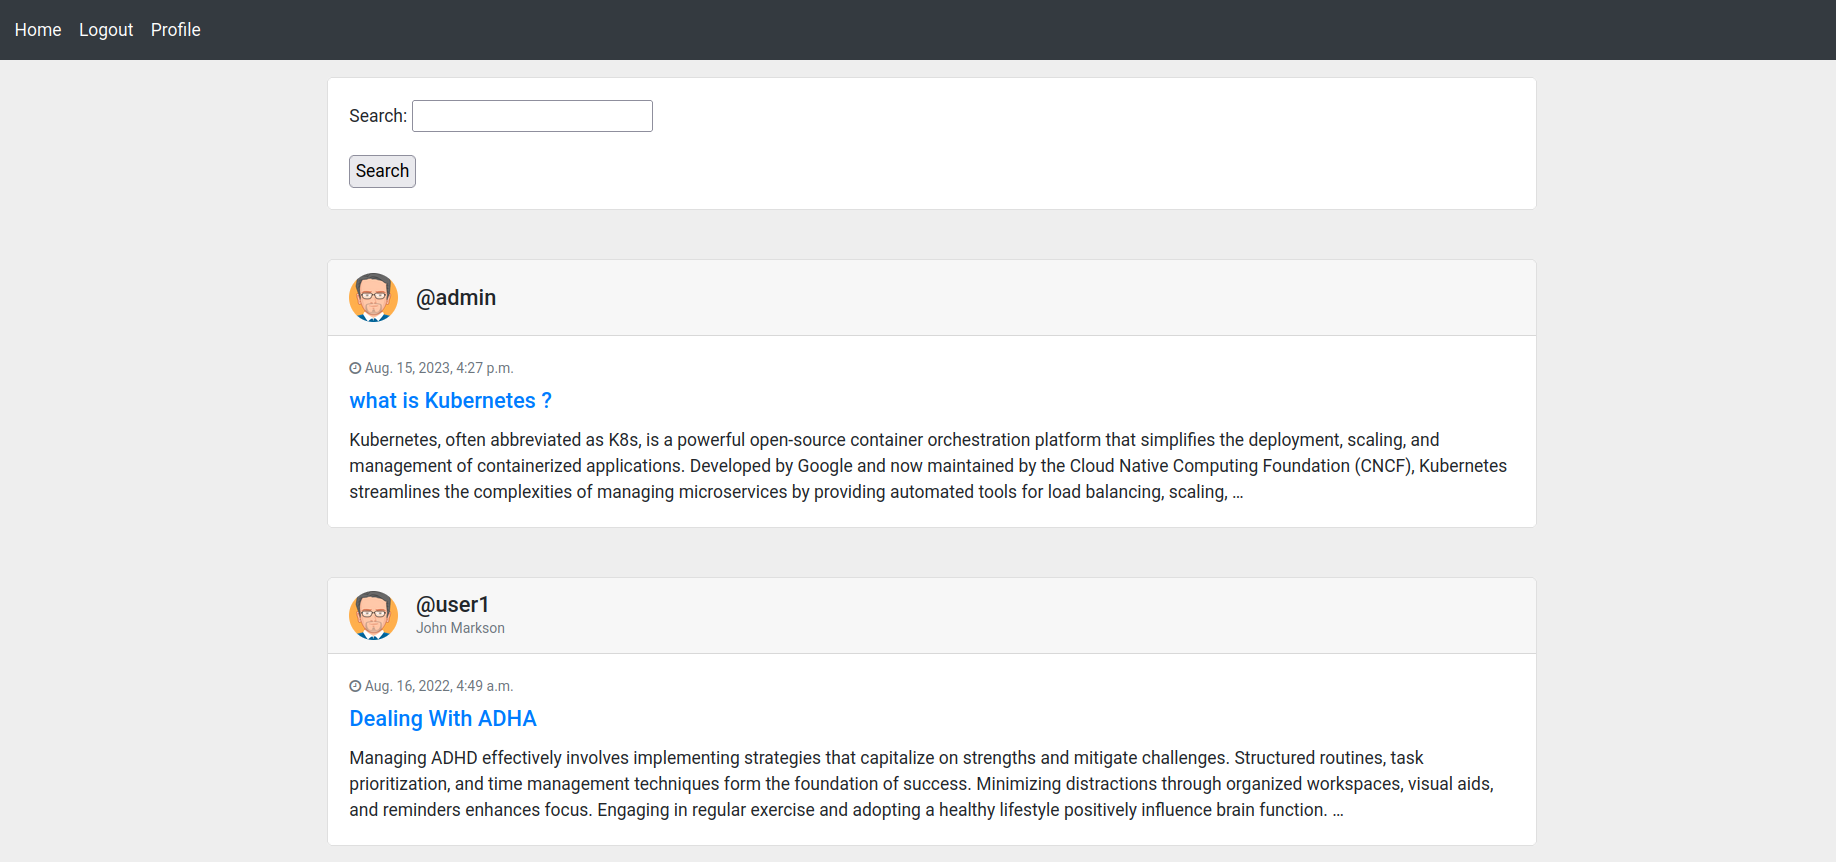 Home Logout Profile
Search:
Search
@admin
Aug. 15, 2023, 4:27 p.m.
what is Kubernetes ?
Kubernetes, often abbreviated as K8s, is a powerful open-source container orchestration platform that simplifies the deployment, scaling, and
management of containerized applications. Developed by Google and now maintained by the Cloud Native Computing Foundation (CNCF), Kubernetes
streamlines the complexities of managing microservices by providing automated tools for load balancing, scaling, …
@user1
John Markson
Aug. 16, 2022, 4:49 a.m.
Dealing With ADHA
Managing ADHD effectively involves implementing strategies that capitalize on strengths and mitigate challenges. Structured routines, task
prioritization, and time management techniques form the foundation of success. Minimizing distractions through organized workspaces, visual aids,
and reminders enhances focus. Engaging in regular exercise and adopting a healthy lifestyle positively influence brain function. …